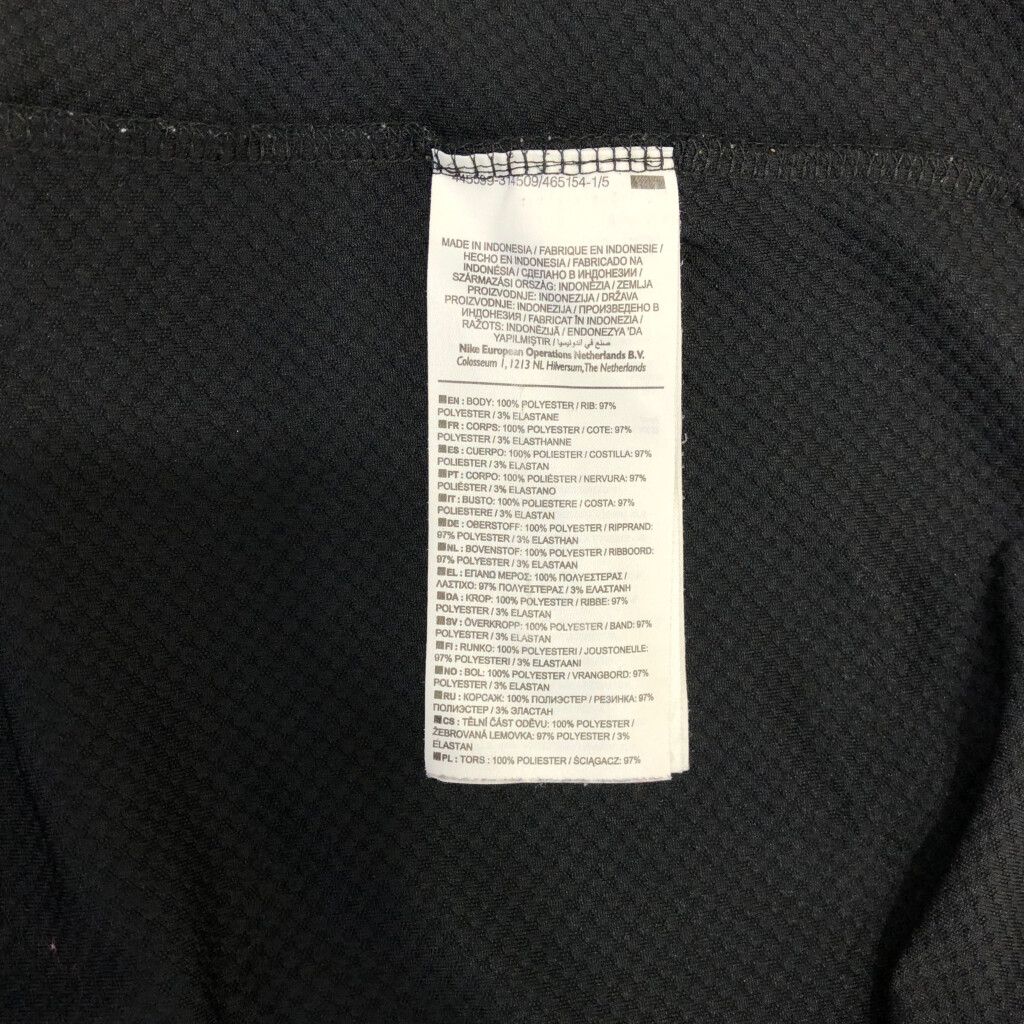 -314509/465154-1/5
MADE IN INDONESIA / FABRIQUE EN INDONESIE /
HECHO EN INDONESIA / FABRICADO NA
INDONÉSIA / СДЕЛАНО В ИНДОНЕЗИИ /
SZÁRMAZÁSI ORSZÁG: INDONÉZIA / ZEMLJA
PROIZVODNJE: INDONEZIJA / DRŽAVA
PROIZVODNJE: INDONEZIJA / ПРОИЗВЕДЕНО В
ИНДОНЕЗИЯ / FABRICAT ÎN INDONEZIA /
RAŽOTS: INDONĒZIJĀ / ENDONEZYA 'DA
YAPILMIŞTIR / صنع في أندونيسيا
Nike European Operations Netherlands B.V.
Colosseum 1, 1213 NL Hilversum, The Netherlands
EN : BODY: 100% POLYESTER / RIB: 97%
POLYESTER / 3% ELASTANE
FR : CORPS: 100% POLYESTER / COTE: 97%
POLYESTER / 3% ELASTHANNE
ES : CUERPO: 100% POLIESTER / COSTILLA: 97%
POLIESTER / 3% ELASTAN
PT : CORPO: 100% POLIÉSTER / NERVURA: 97%
POLIÉSTER / 3% ELASTANO
IT : BUSTO: 100% POLIESTERE / COSTA: 97%
POLIESTERE / 3% ELASTAN
DE : OBERSTOFF: 100% POLYESTER / RIPPRAND:
97% POLYESTER / 3% ELASTHAN
NL : BOVENSTOF: 100% POLYESTER / RIBBOORD:
97% POLYESTER / 3% ELASTAAN
EL : ΕΠΑΝΩ ΜΕΡΟΣ: 100% ΠΟΛΥΕΣΤΕΡΑΣ /
ΛΑΣΤΙΧΟ: 97% ΠΟΛΥΕΣΤΕΡΑΣ / 3% ΕΛΑΣΤΑΝΗ
DA : KROP: 100% POLYESTER / RIBBE: 97%
POLYESTER / 3% ELASTAN
SV : ÖVERKROPP: 100% POLYESTER / BAND: 97%
POLYESTER / 3% ELASTAN
FI : RUNKO: 100% POLYESTERI / JOUSTONEULE:
97% POLYESTERI / 3% ELASTAANI
NO : BOL: 100% POLYESTER / VRANGBORD: 97%
POLYESTER / 3% ELASTAN
RU : КОРСАЖ: 100% ПОЛИЭСТЕР / РЕЗИНКА: 97%
ПОЛИЭСТЕР / 3% ЭЛАСТАН
CS : TĚLNÍ ČÁST ODĚVU: 100% POLYESTER /
ŽEBROVANÁ LEMOVKA: 97% POLYESTER / 3%
ELASTAN
PL : TORS : 100% POLIESTER / ŚCIĄGACZ: 97%